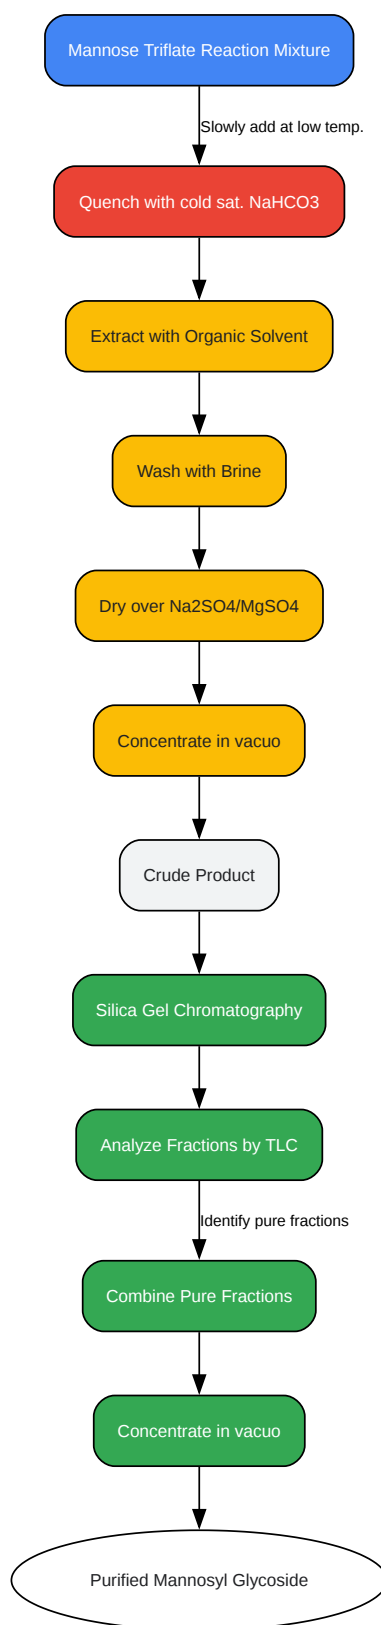 Mannose Triflate Reaction Mixture
Slowly add at low temp.
Quench with cold sat. NaHCO3
Extract with Organic Solvent
Wash with Brine
Dry over Na2SO4/MgSO4
Concentrate in vacuo
Crude Product
Silica Gel Chromatography
Analyze Fractions by TLC
Identify pure fractions
Combine Pure Fractions
Concentrate in vacuo
Purified Mannosyl Glycoside